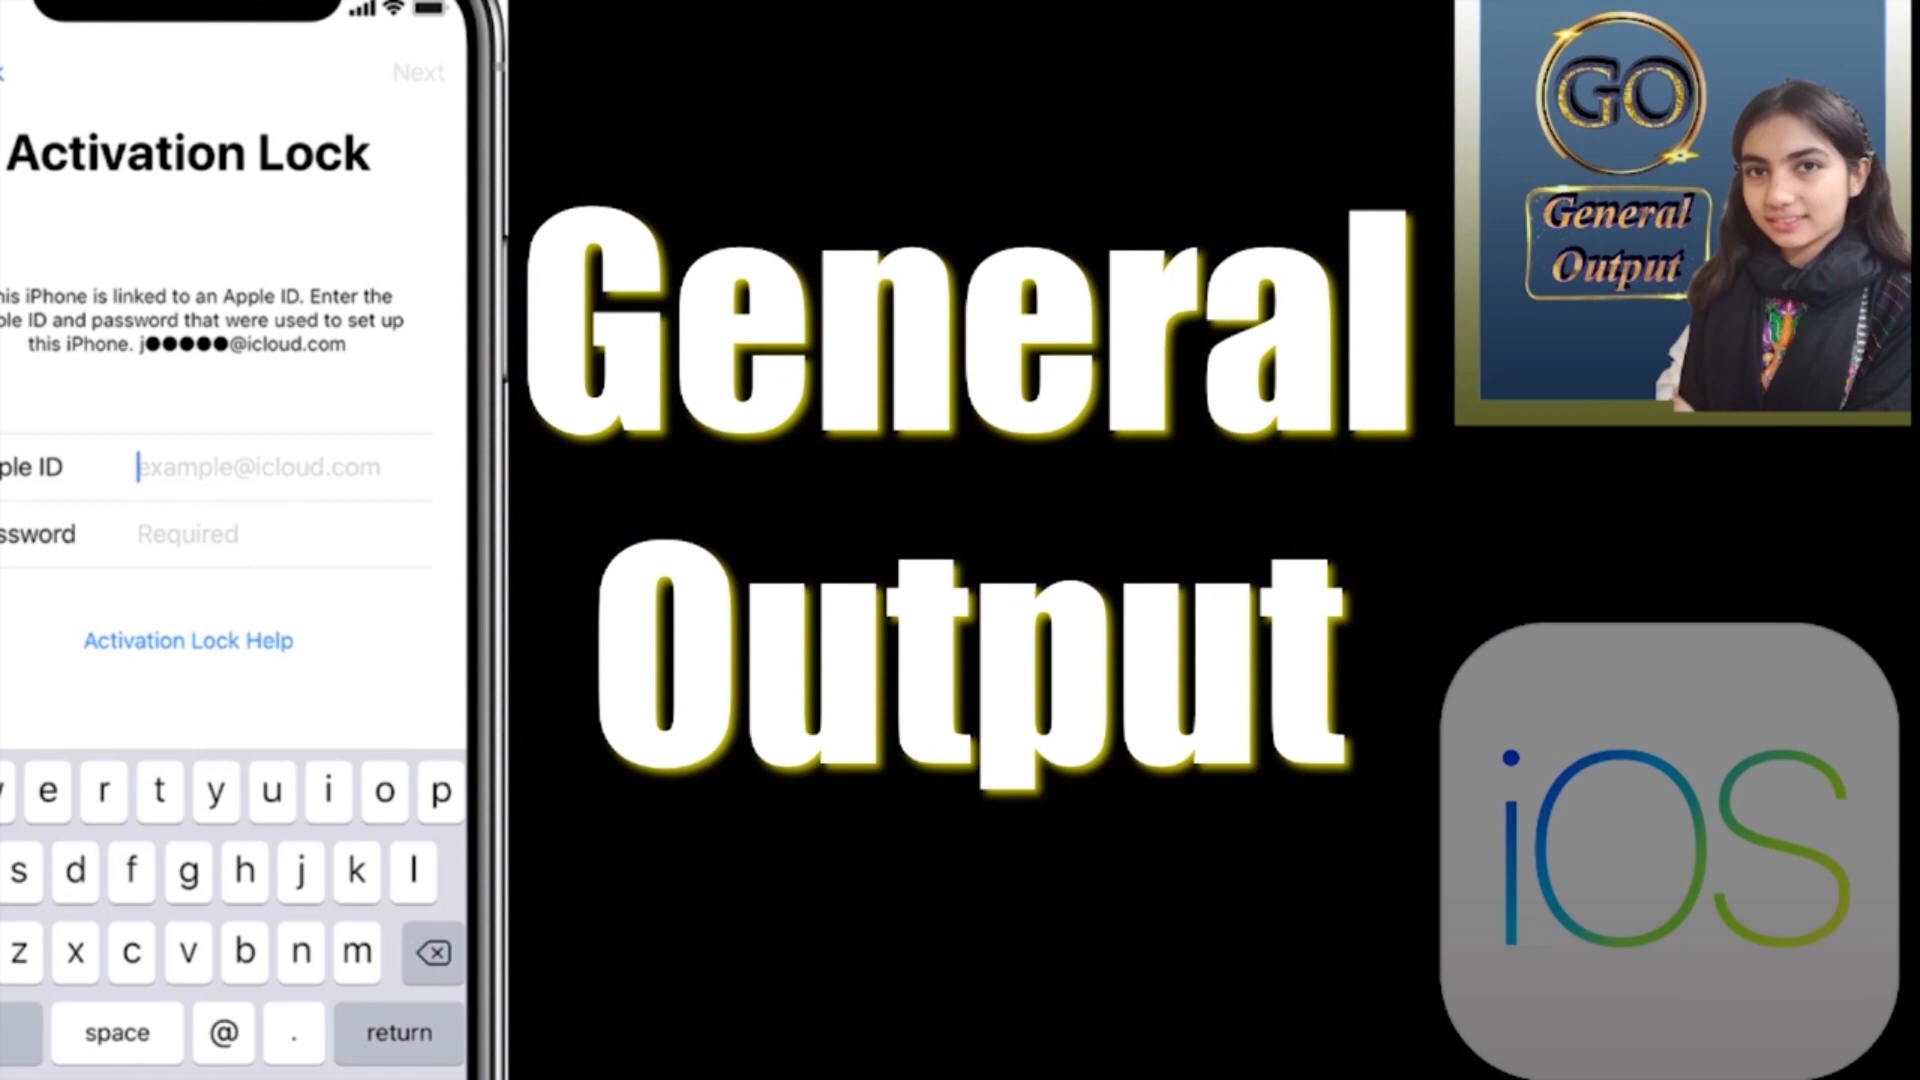 Next
Activation Lock
his iPhone is linked to an Apple ID. Enter the
ple ID and password that were used to set up
this iPhone. j●●●●●@icloud.com
ple ID
example@icloud.com
ssword
Required
Activation Lock Help
e r t y u i o p
s d f g h j k l
z x c v b n m
space @ . return
General
Output
GO
General
Output
iOS